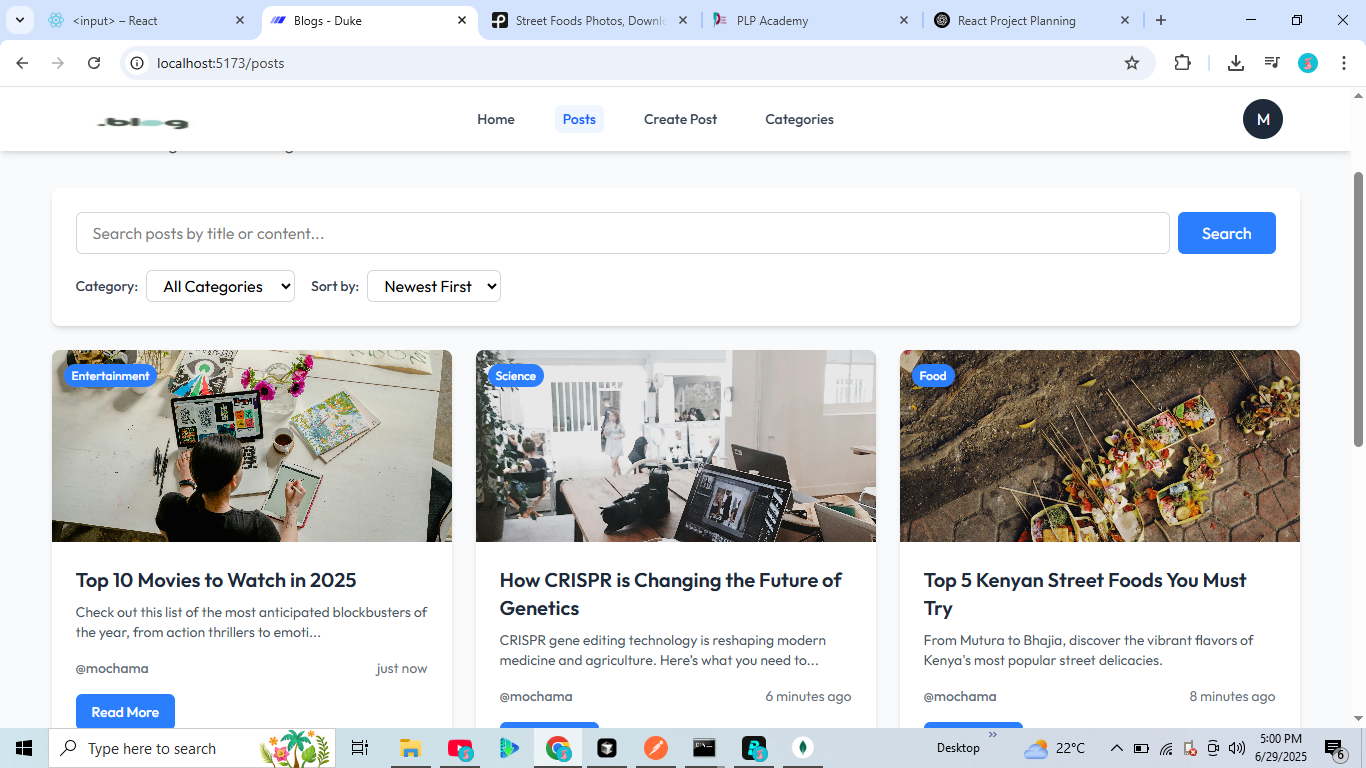 <input> – React
Blogs - Duke
Street Foods Photos, Downlo
PLP Academy
React Project Planning
localhost:5173/posts
.blog
Home
Posts
Create Post
Categories
M
Search posts by title or content...
Search
Category:
All Categories
Sort by:
Newest First
Entertainment
Science
Food
Top 10 Movies to Watch in 2025
Check out this list of the most anticipated blockbusters of
the year, from action thrillers to emoti...
@mochama
just now
Read More
How CRISPR is Changing the Future of
Genetics
CRISPR gene editing technology is reshaping modern
medicine and agriculture. Here's what you need to...
@mochama
6 minutes ago
Top 5 Kenyan Street Foods You Must
Try
From Mutura to Bhajia, discover the vibrant flavors of
Kenya's most popular street delicacies.
@mochama
8 minutes ago
Type here to search
Desktop
22°C
5:00 PM
6/29/2025
6